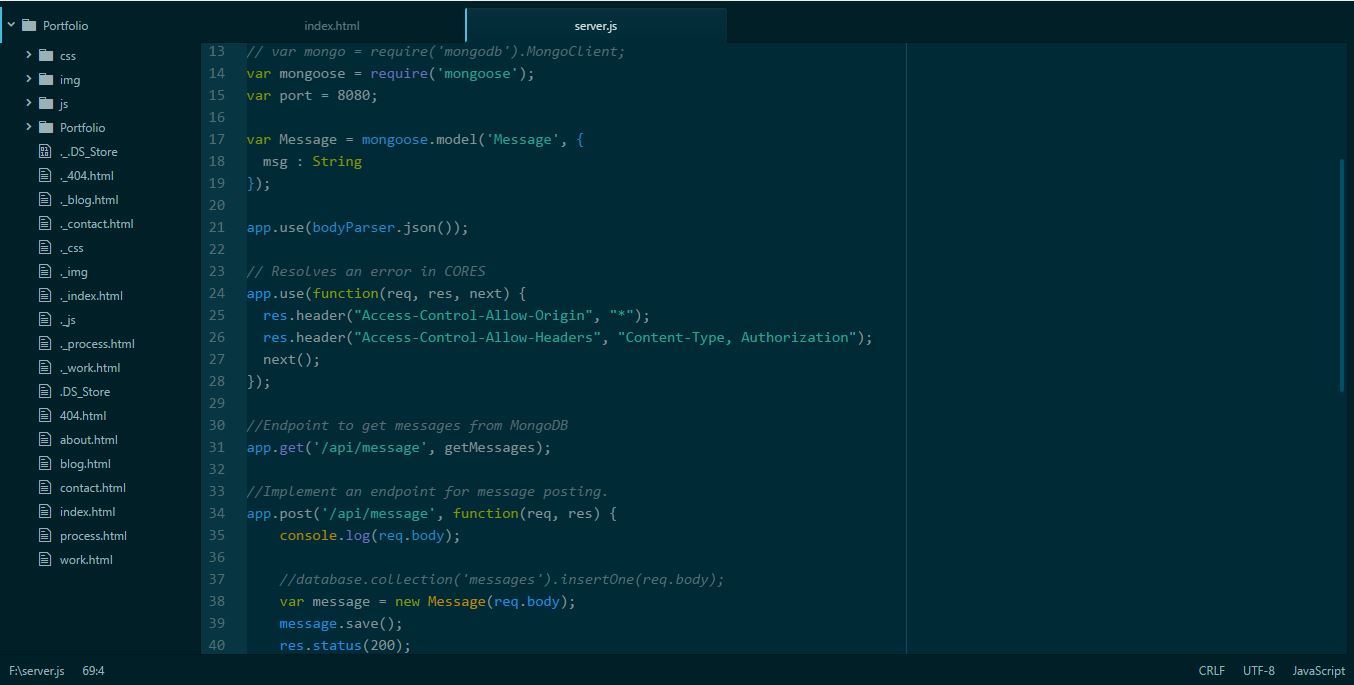 Portfolio
css
img
js
Portfolio
._.DS_Store
._404.html
._blog.html
._contact.html
._css
._img
._index.html
._js
._process.html
._work.html
.DS_Store
404.html
about.html
blog.html
contact.html
index.html
process.html
work.html
index.html
server.js
13 // var mongo = require('mongodb').MongoClient;
14 var mongoose = require('mongoose');
15 var port = 8080;
16
17 var Message = mongoose.model('Message', {
18   msg : String
19 });
20
21 app.use(bodyParser.json());
22
23 // Resolves an error in CORES
24 app.use(function(req, res, next) {
25   res.header("Access-Control-Allow-Origin", "*");
26   res.header("Access-Control-Allow-Headers", "Content-Type, Authorization");
27   next();
28 });
29
30 //Endpoint to get messages from MongoDB
31 app.get('/api/message', getMessages);
32
33 //Implement an endpoint for message posting.
34 app.post('/api/message', function(req, res) {
35     console.log(req.body);
36
37     //database.collection('messages').insertOne(req.body);
38     var message = new Message(req.body);
39     message.save();
40     res.status(200);
F:\server.js 69:4
CRLF UTF-8 JavaScript